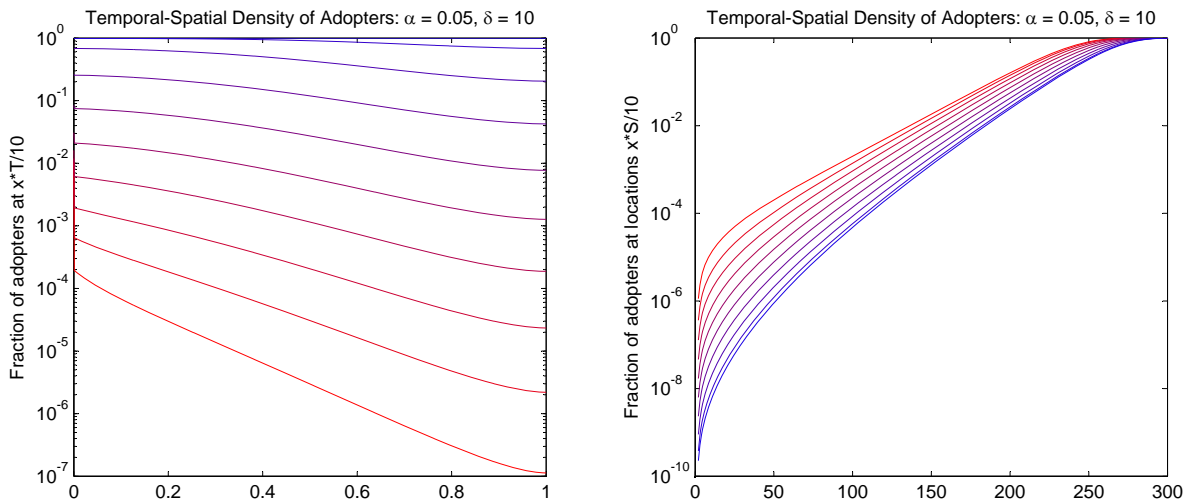 Temporal-Spatial Density of Adopters: α = 0.05, δ = 10
Fraction of adopters at x*T/10
10^0
10^-1
10^-2
10^-3
10^-4
10^-5
10^-6
10^-7
0 0.2 0.4 0.6 0.8 1
Temporal-Spatial Density of Adopters: α = 0.05, δ = 10
Fraction of adopters at locations x*S/10
10^0
10^-2
10^-4
10^-6
10^-8
10^-10
0 50 100 150 200 250 300